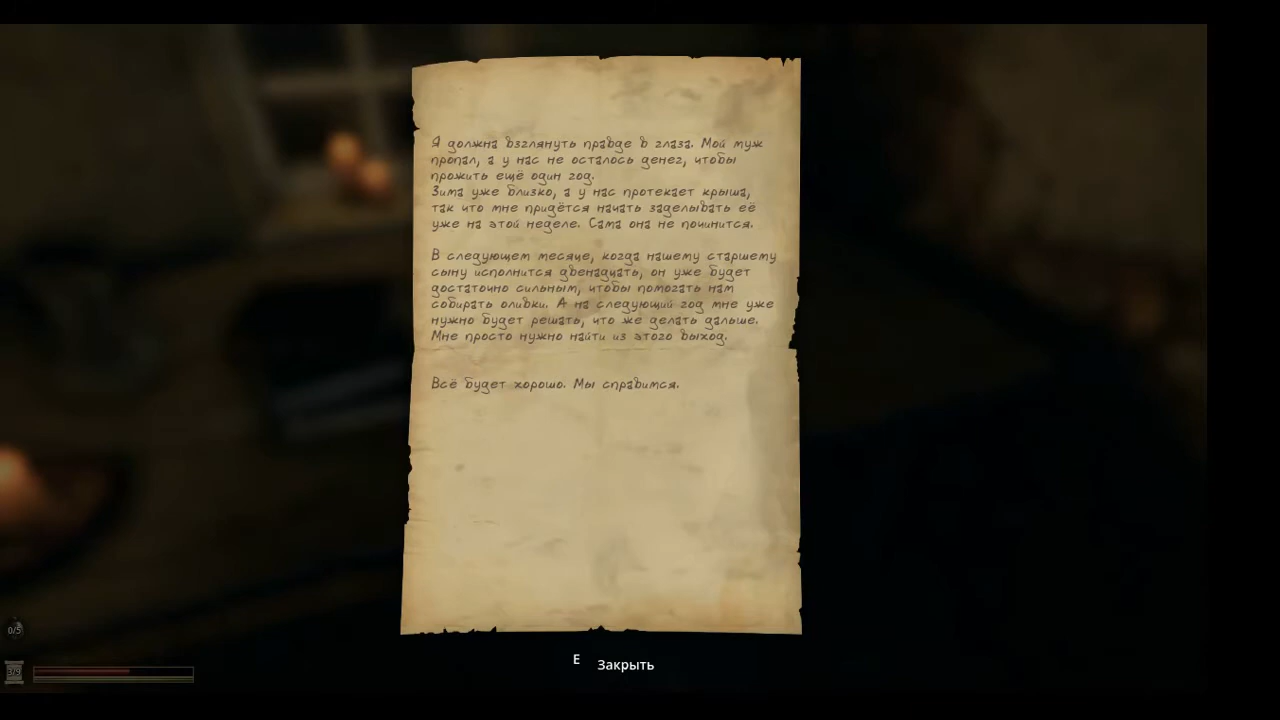 Я должна взглянуть правде в глаза. Мой муж
пропал, а у нас не осталось денег, чтобы
прожить ещё один год.
Зима уже близко, а у нас протекает крыша,
так что мне придётся начать заделывать её
уже на этой неделе. Сама она не починится.
В следующем месяце, когда нашему старшему
сыну исполнится двенадцать, он уже будет
достаточно сильным, чтобы помогать нам
собирать оливки. А на следующий год мне уже
нужно будет решать, что же делать дальше.
Мне просто нужно найти из этого выход.
Всё будет хорошо. Мы справимся.
0/5
E Закрыть